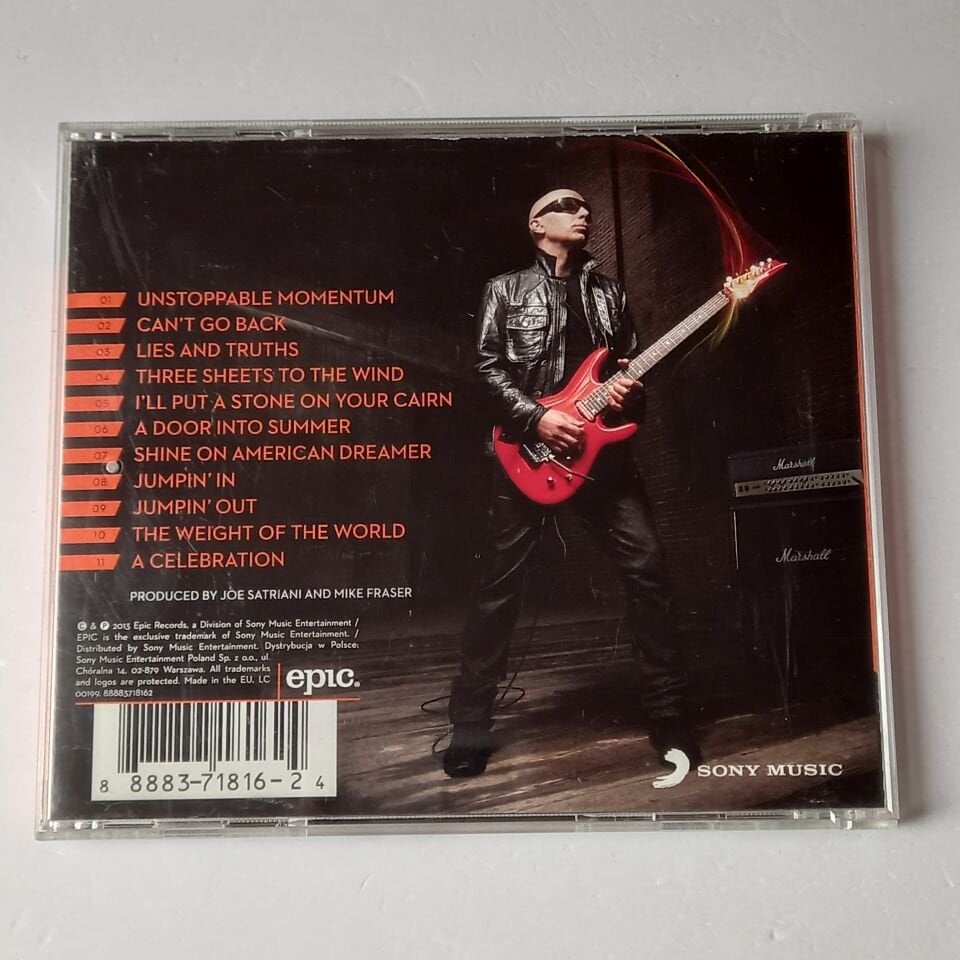 01 UNSTOPPABLE MOMENTUM
02 CAN'T GO BACK
03 LIES AND TRUTHS
04 THREE SHEETS TO THE WIND
05 I'LL PUT A STONE ON YOUR CAIRN
06 A DOOR INTO SUMMER
07 SHINE ON AMERICAN DREAMER
08 JUMPIN' IN
09 JUMPIN' OUT
10 THE WEIGHT OF THE WORLD
11 A CELEBRATION
PRODUCED BY JOE SATRIANI AND MIKE FRASER
© & ℗ 2013 Epic Records, a Division of Sony Music Entertainment /
EPIC is the exclusive trademark of Sony Music Entertainment. /
Distributed by Sony Music Entertainment. Dystrybucja w Polsce:
Sony Music Entertainment Poland Sp. z o.o., ul.
Chóralna 14, 02-879 Warszawa. All trademarks
and logos are protected. Made in the EU. LC
00199. 88883718162
epic.
8 8883-71816-2 4
Marshall
Marshall
SONY MUSIC